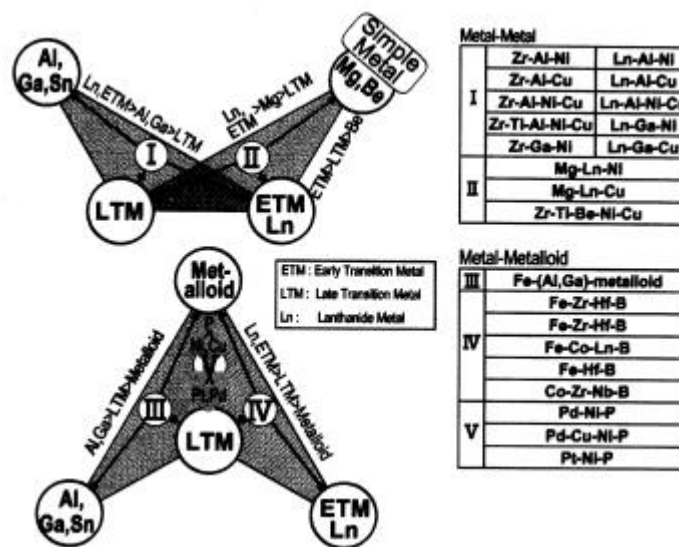 Al,
Ga,Sn
Simple
Metal
(Mg,Be
Ln,ETM>Al,Ga>LTM
Ln,
ETM >Mg>LTM
ETM>LTM>Be
I
II
LTM
ETM
Ln
Met-
alloid
ETM : Early Transition Metal
LTM : Late Transition Metal
Ln : Lanthanide Metal
P
Pt,Pd
Al,Ga>LTM>Metalloid
Ln,ETM>LTM>Metalloid
III
IV
LTM
Al,
Ga,Sn
ETM
Ln
Metal-Metal
I
Zr-Al-Ni Ln-Al-Ni
Zr-Al-Cu Ln-Al-Cu
Zr-Al-Ni-Cu Ln-Al-Ni-Cu
Zr-Ti-Al-Ni-Cu Ln-Ga-Ni
Zr-Ga-Ni Ln-Ga-Cu
II
Mg-Ln-Ni
Mg-Ln-Cu
Zr-Ti-Be-Ni-Cu
Metal-Metalloid
III Fe-(Al,Ga)-metalloid
IV
Fe-Zr-Hf-B
Fe-Zr-Hf-B
Fe-Co-Ln-B
Fe-Hf-B
Co-Zr-Nb-B
V
Pd-Ni-P
Pd-Cu-Ni-P
Pt-Ni-P